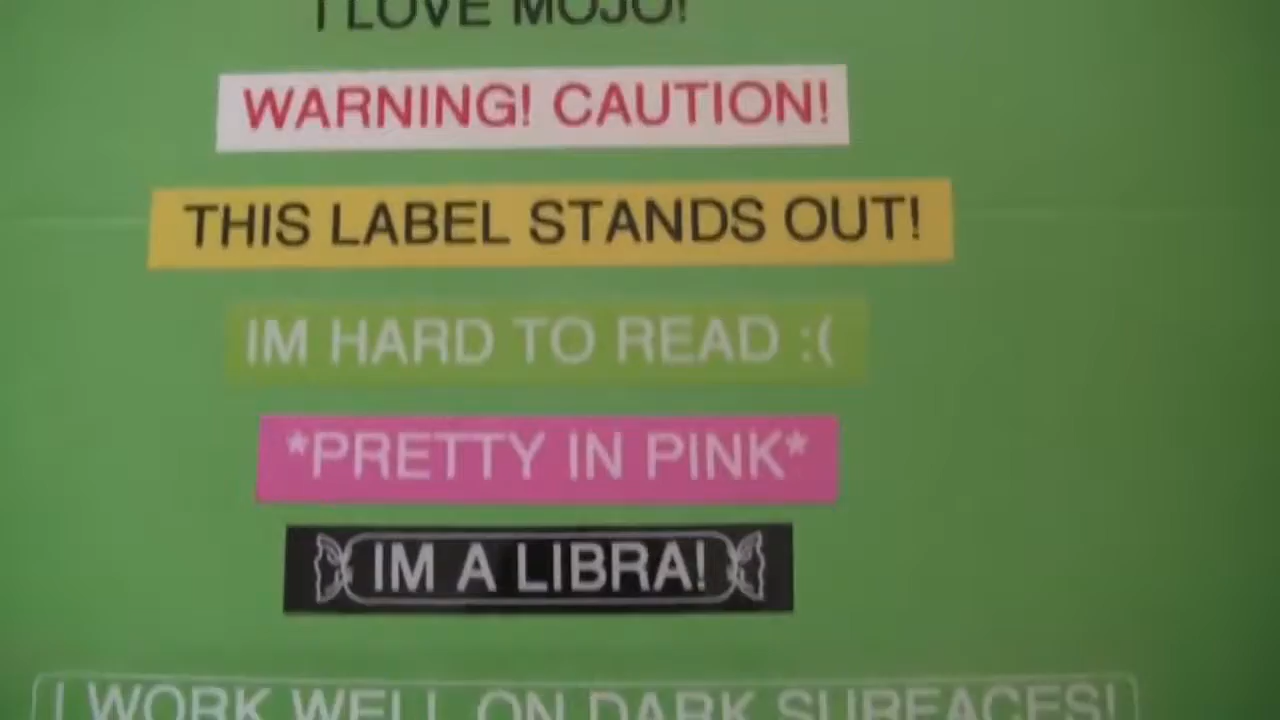 I LOVE MOJO!
WARNING! CAUTION!
THIS LABEL STANDS OUT!
IM HARD TO READ :(
*PRETTY IN PINK*
IM A LIBRA!
I WORK WELL ON DARK SURFACES!